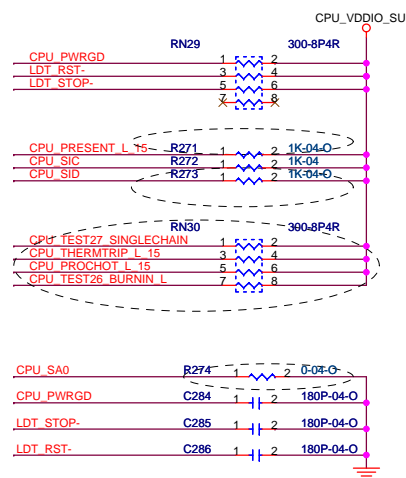 CPU_VDDIO_SU
RN29 300-8P4R
CPU_PWRGD 1 2
LDT_RST- 3 4
LDT_STOP- 5 6
7 8
CPU_PRESENT_L_15 R271 1 2 1K-04-O
CPU_SIC R272 1 2 1K-04
CPU_SID R273 1 2 1K-04-O
RN30 300-8P4R
CPU_TEST27_SINGLECHAIN 1 2
CPU_THERMTRIP_L_15 3 4
CPU_PROCHOT_L_15 5 6
CPU_TEST26_BURNIN_L 7 8
CPU_SA0 R274 1 2 0-04-O
CPU_PWRGD C284 1 2 180P-04-O
LDT_STOP- C285 1 2 180P-04-O
LDT_RST- C286 1 2 180P-04-O